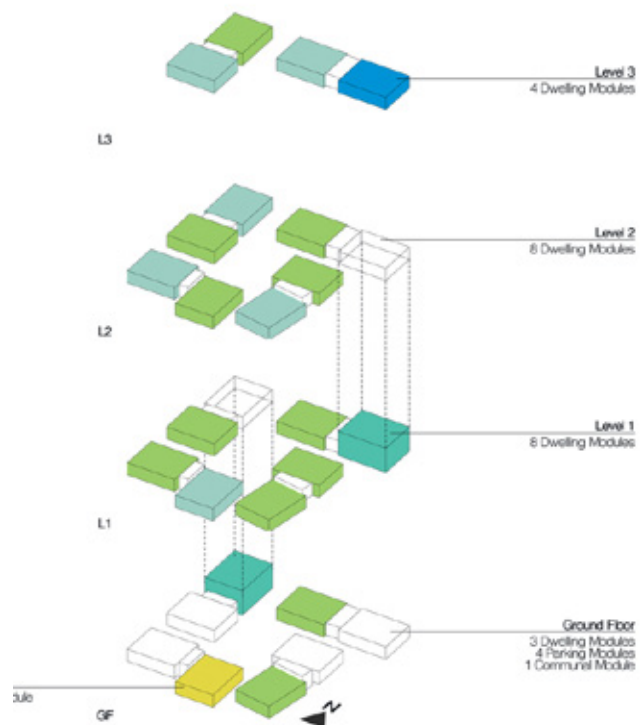 Level 3
4 Dwelling Modules
L3
Level 2
8 Dwelling Modules
L2
Level 1
8 Dwelling Modules
L1
Ground Floor
3 Dwelling Modules
4 Parking Modules
1 Communal Module
dule
GF
N